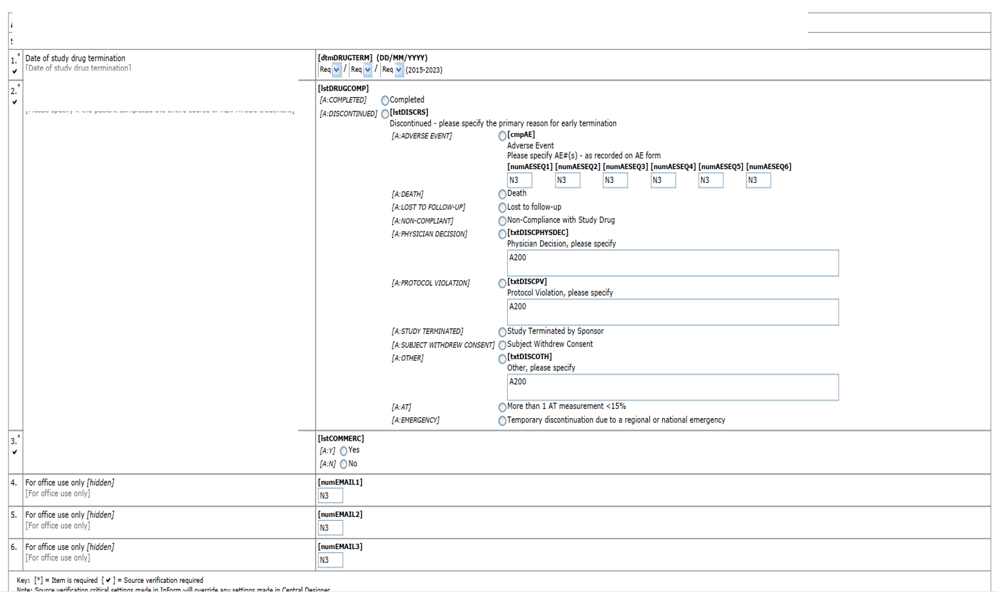 1.* Date of study drug termination [dtmDRUGTERM] (DD/MM/YYYY)
✔ [Date of study drug termination] Req / Req / Req (2015-2023)
2.* [lstDRUGCOMP]
✔ [A:COMPLETED] Completed
[A:DISCONTINUED] [lstDISCRS]
Discontinued - please specify the primary reason for early termination
[A:ADVERSE EVENT] [cmpAE]
Adverse Event
Please specify AE#(s) - as recorded on AE form
[numAESEQ1] [numAESEQ2] [numAESEQ3] [numAESEQ4] [numAESEQ5] [numAESEQ6]
N3 N3 N3 N3 N3 N3
[A:DEATH] Death
[A:LOST TO FOLLOW-UP] Lost to follow-up
[A:NON-COMPLIANT] Non-Compliance with Study Drug
[A:PHYSICIAN DECISION] [txtDISCPHYSDEC]
Physician Decision, please specify
A200
[A:PROTOCOL VIOLATION] [txtDISCPV]
Protocol Violation, please specify
A200
[A:STUDY TERMINATED] Study Terminated by Sponsor
[A:SUBJECT WITHDREW CONSENT] Subject Withdrew Consent
[A:OTHER] [txtDISCOTH]
Other, please specify
A200
[A:AT] More than 1 AT measurement <15%
[A:EMERGENCY] Temporary discontinuation due to a regional or national emergency
3.* [lstCOMMERC]
✔ [A:Y] Yes
[A:N] No
4. For office use only [hidden] [numEMAIL1]
[For office use only] N3
5. For office use only [hidden] [numEMAIL2]
[For office use only] N3
6. For office use only [hidden] [numEMAIL3]
[For office use only] N3
Key: [*] = Item is required [ ✔ ] = Source verification required
Note: Source verification critical settings made in InForm will override any settings made in Central Designer